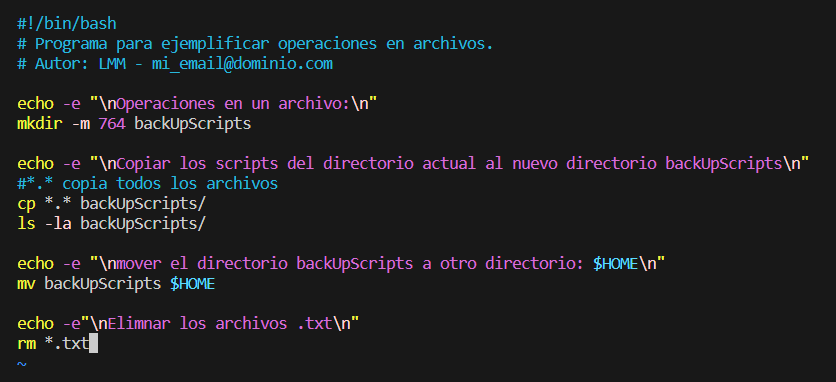 #!/bin/bash
# Programa para ejemplificar operaciones en archivos.
# Autor: LMM - mi_email@dominio.com
echo -e "\nOperaciones en un archivo:\n"
mkdir -m 764 backUpScripts
echo -e "\nCopiar los scripts del directorio actual al nuevo directorio backUpScripts\n"
#*.* copia todos los archivos
cp *.* backUpScripts/
ls -la backUpScripts/
echo -e "\nmover el directorio backUpScripts a otro directorio: $HOME\n"
mv backUpScripts $HOME
echo -e"\nElimnar los archivos .txt\n"
rm *.txt
~